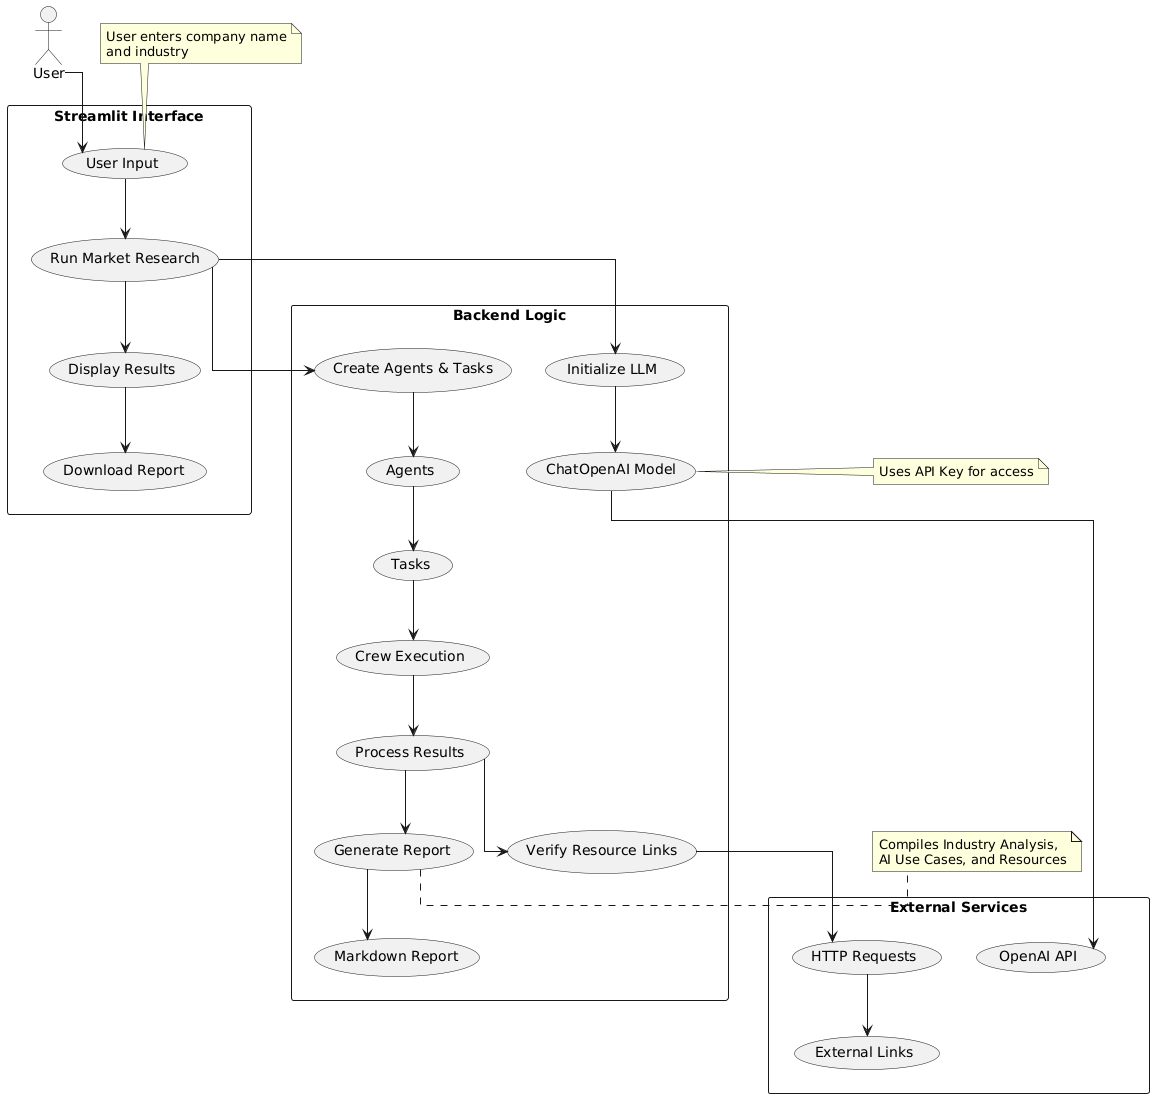 User enters company name
and industry
User
Streamlit Interface
User Input
Run Market Research
Display Results
Download Report
Backend Logic
Create Agents & Tasks
Initialize LLM
Agents
ChatOpenAI Model
Uses API Key for access
Tasks
Crew Execution
Process Results
Generate Report
Verify Resource Links
Compiles Industry Analysis,
AI Use Cases, and Resources
External Services
Markdown Report
HTTP Requests
OpenAI API
External Links